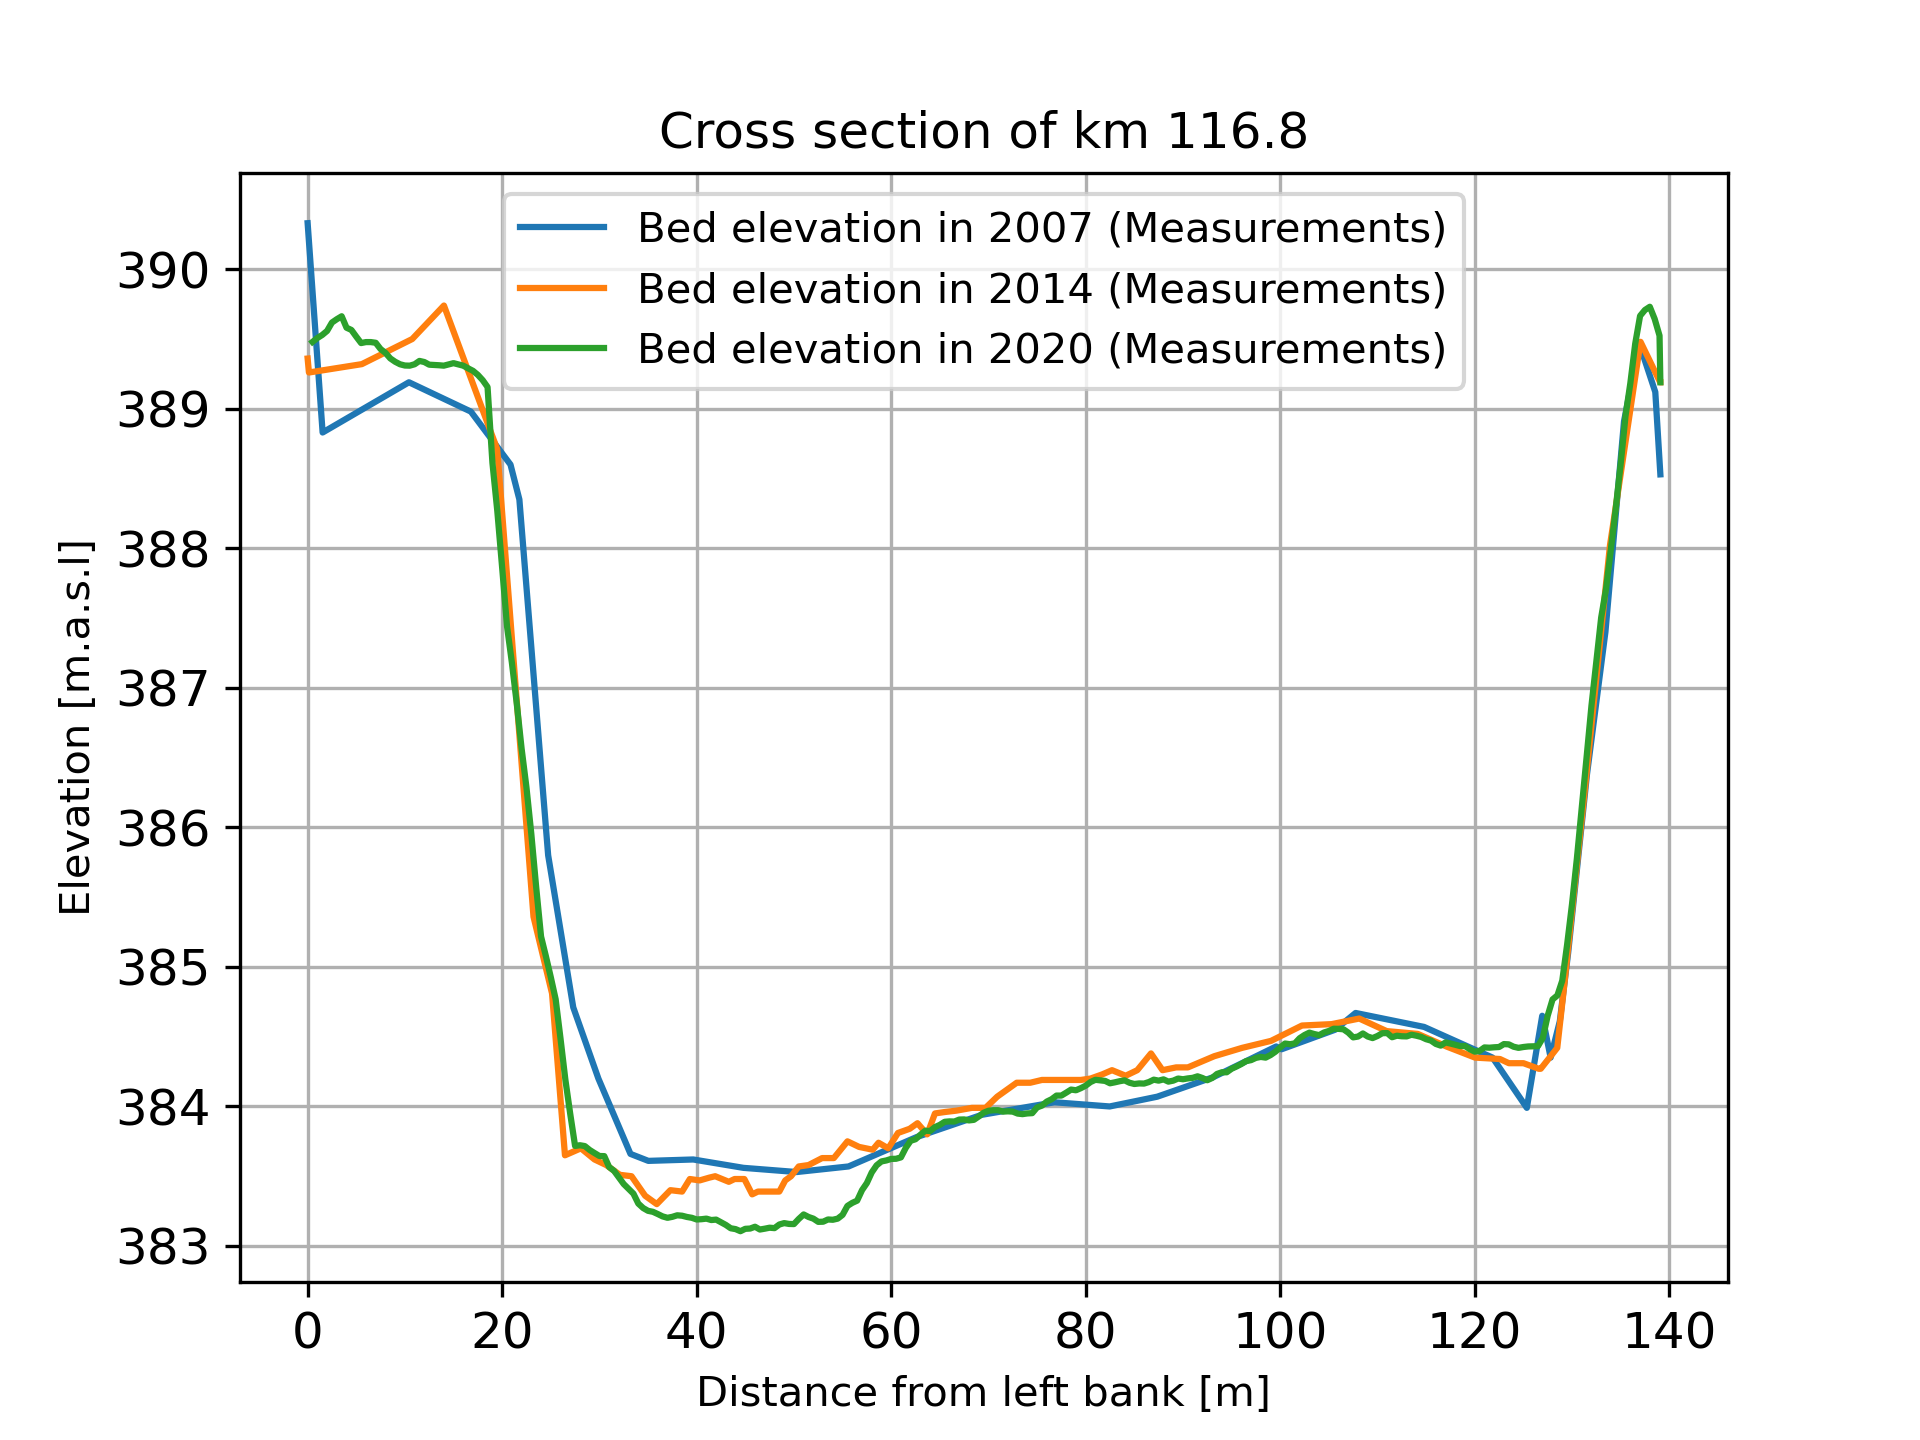 Cross section of km 116.8
Bed elevation in 2007 (Measurements)
Bed elevation in 2014 (Measurements)
Bed elevation in 2020 (Measurements)
390
389
388
387
386
385
384
383
Elevation [m.a.s.l]
0 20 40 60 80 100 120 140
Distance from left bank [m]